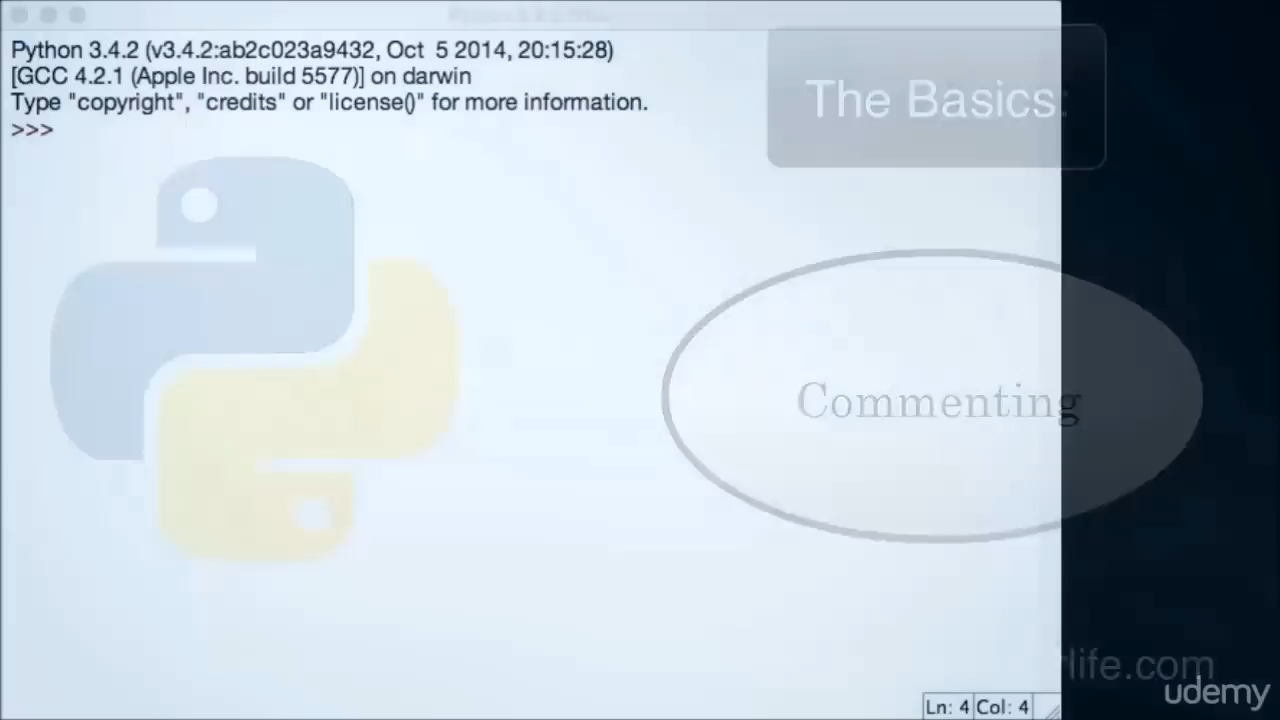 Python 3.4.2 (v3.4.2:ab2c023a9432, Oct  5 2014, 20:15:28)
[GCC 4.2.1 (Apple Inc. build 5577)] on darwin
Type "copyright", "credits" or "license()" for more information.
>>>
The Basics:
Commenting
rlife.com
udemy
Ln: 4 Col: 4